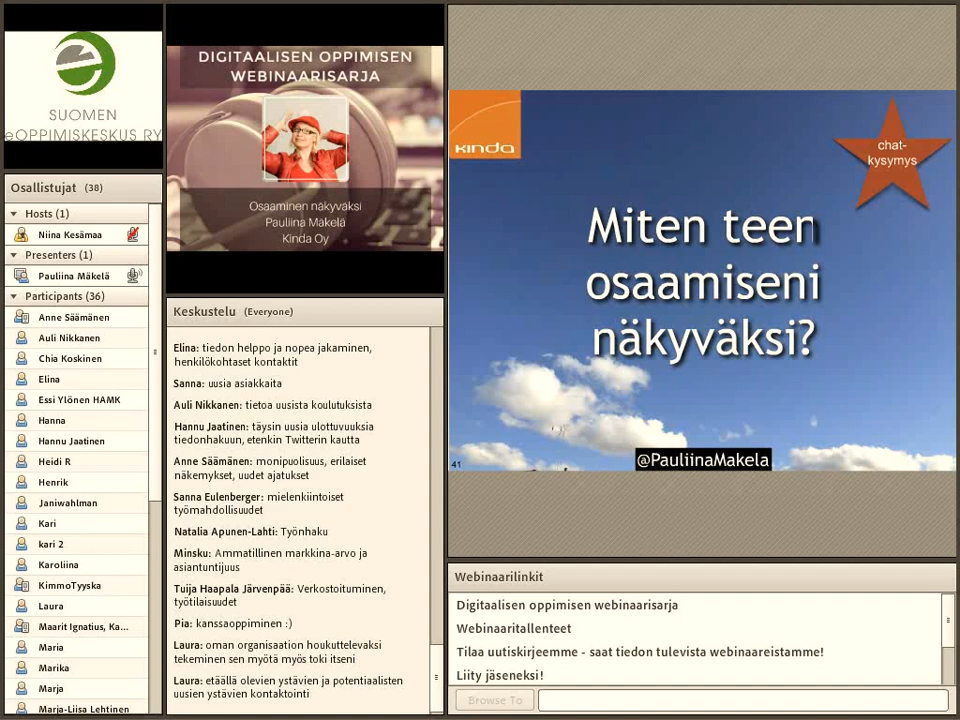 SUOMEN
eOPPIMISKESKUS RY
Osallistujat (38)
Hosts (1)
Niina Kesämaa
Presenters (1)
Pauliina Mäkelä
Participants (36)
Anne Säämänen
Auli Nikkanen
Chia Koskinen
Elina
Essi Ylönen HAMK
Hanna
Hannu Jaatinen
Heidi R
Henrik
Janiwahlman
Kari
kari 2
Karoliina
KimmoTyyska
Laura
Maarit Ignatius, Ka...
Maria
Marika
Marja
Marja-Liisa Lehtinen
DIGITAALISEN OPPIMISEN
WEBINAARISARJA
Osaaminen näkyväksi
Pauliina Mäkelä
Kinda Oy
Keskustelu (Everyone)
Elina: tiedon helppo ja nopea jakaminen,
henkilökohtaset kontaktit
Sanna: uusia asiakkaita
Auli Nikkanen: tietoa uusista koulutuksista
Hannu Jaatinen: täysin uusia ulottuvuuksia
tiedonhakuun, etenkin Twitterin kautta
Anne Säämänen: monipuolisuus, erilaiset
näkemykset, uudet ajatukset
Sanna Eulenberger: mielenkiintoiset
työmahdollisuudet
Natalia Apunen-Lahti: Työnhaku
Minsku: Ammatillinen markkina-arvo ja
asiantuntijuus
Tuija Haapala Järvenpää: Verkostoituminen,
työtilaisuudet
Pia: kanssaoppiminen :)
Laura: oman organisaation houkuttelevaksi
tekeminen sen myötä myös toki itseni
Laura: etäällä olevien ystävien ja potentiaalisten
uusien ystävien kontaktointi
kinda
chat-
kysymys
Miten teen
osaamiseni
näkyväksi?
41
@PauliinaMakela
Webinaarilinkit
Digitaalisen oppimisen webinaarisarja
Webinaaritallenteet
Tilaa uutiskirjeemme - saat tiedon tulevista webinaareistamme!
Liity jäseneksi!
Browse To